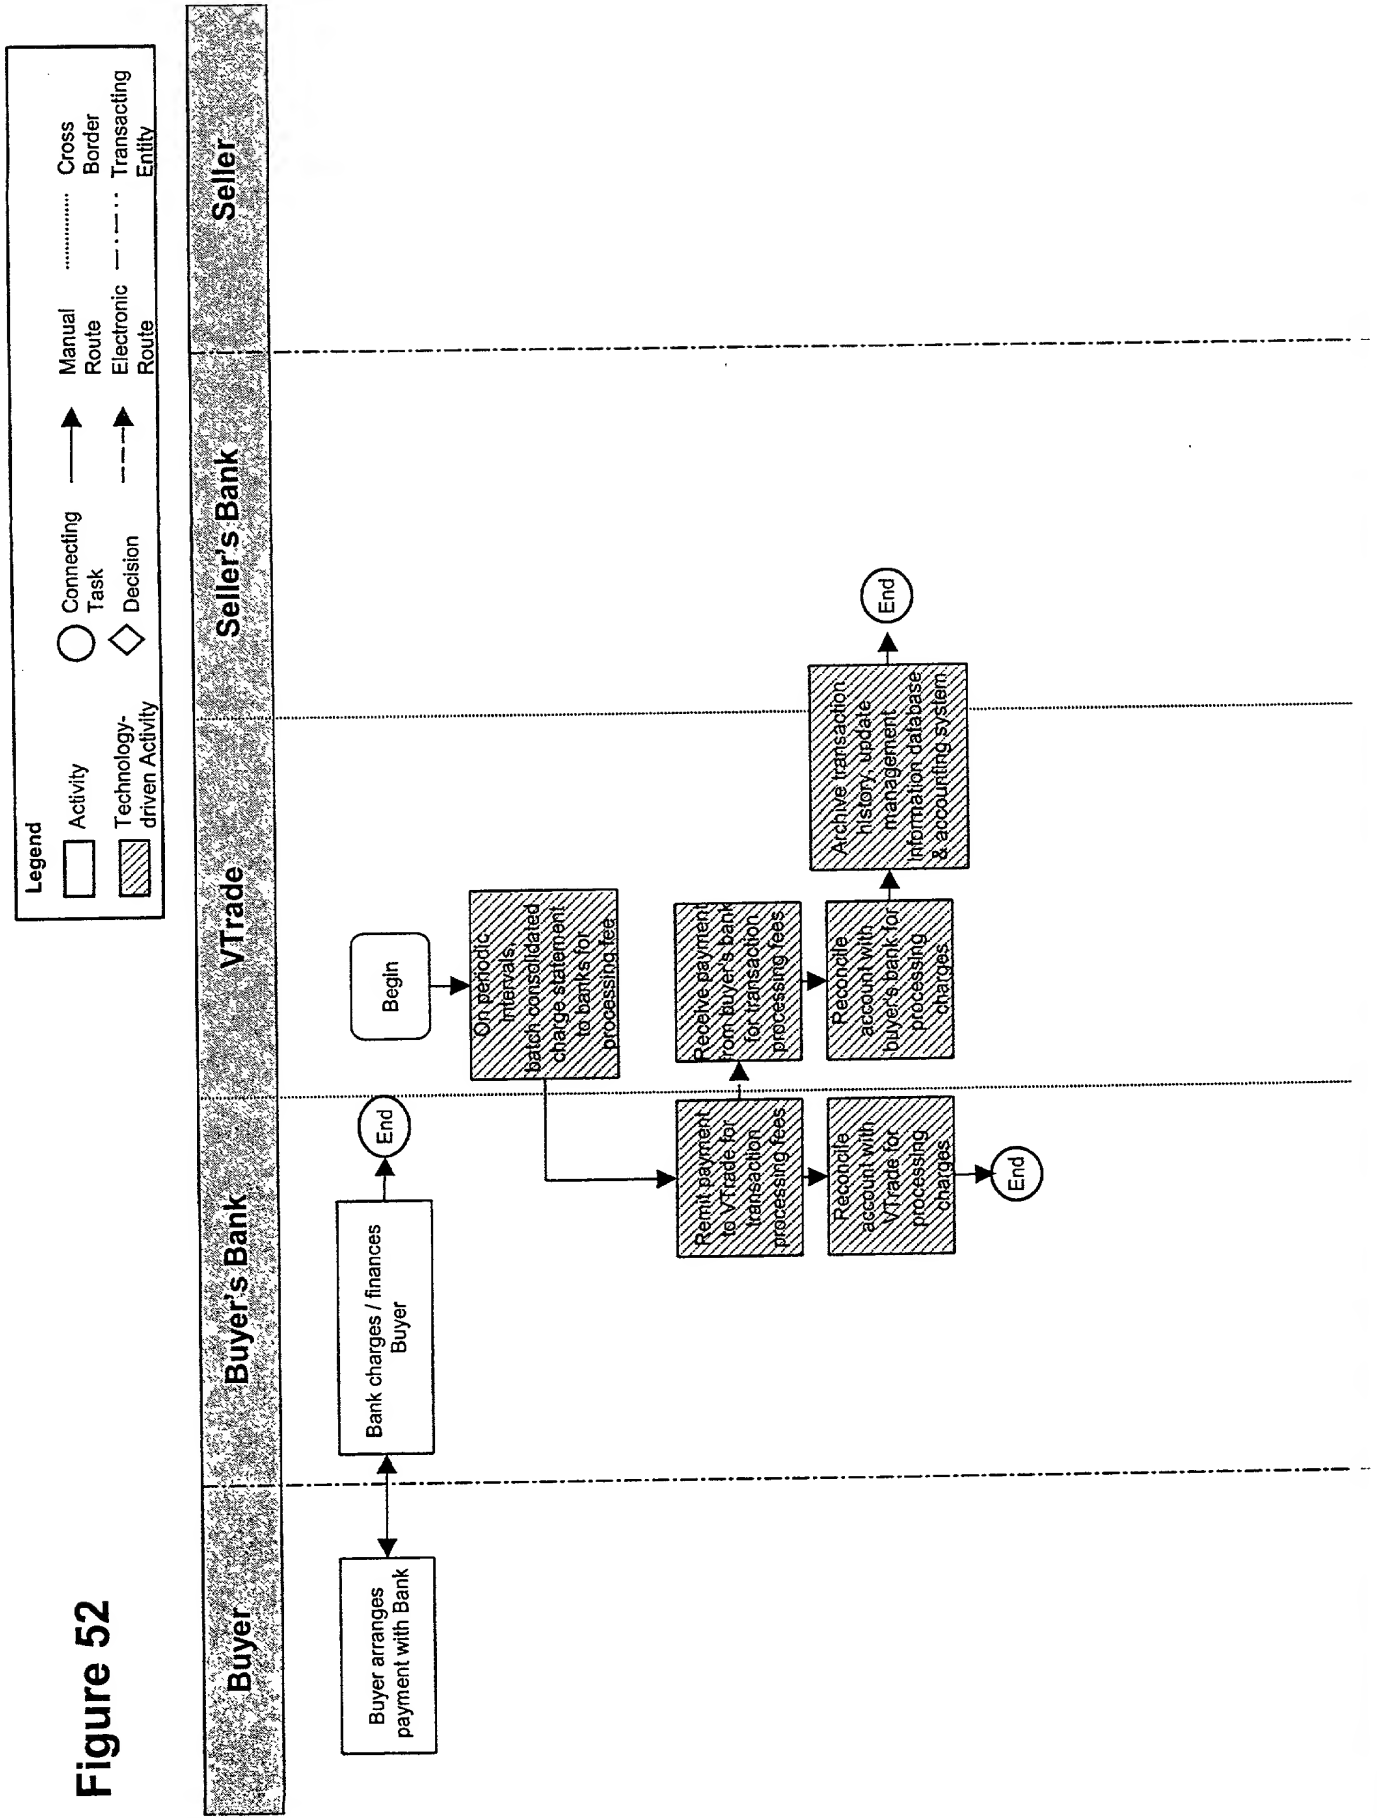 Figure 52
Legend
Activity
Technology-
driven Activity
Connecting
Task
Decision
Manual
Route
Electronic
Route
Cross
Border
Transacting
Entity
Buyer
Buyer's Bank
VTrade
Seller's Bank
Seller
Buyer arranges
payment with Bank
Bank charges / finances
Buyer
End
Begin
On periodic
intervals,
batch consolidated
charge statement
to banks for
processing fee
Remit payment
to VTrade for
transaction
processing fees
Receive payment
from buyer's bank
for transaction
processing fees
Reconcile
account with
VTrade for
processing
charges
End
Reconcile
account with
buyer's bank for
processing
charges
Archive transaction
history, update
management
information database
& accounting system
End